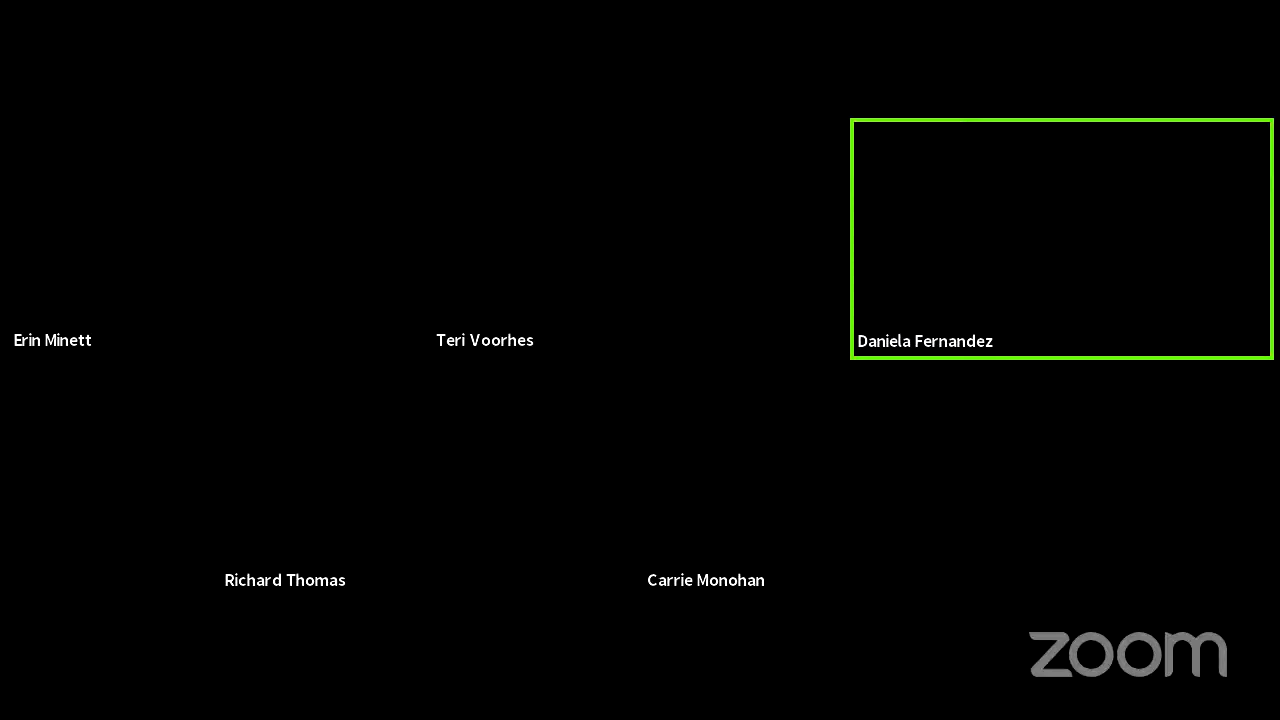 Erin Minett
Teri Voorhes
Daniela Fernandez
Richard Thomas
Carrie Monohan
zoom